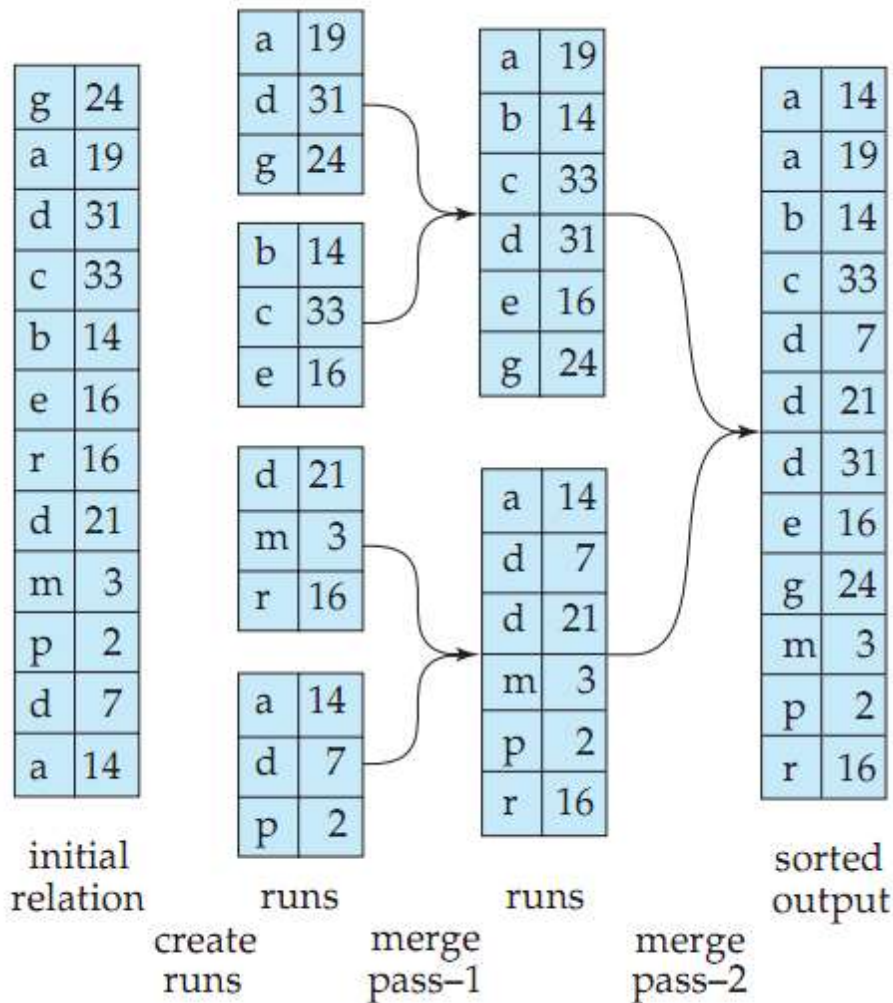 g 24
a 19
d 31
c 33
b 14
e 16
r 16
d 21
m 3
p 2
d 7
a 14
initial
relation
create
runs
a 19
d 31
g 24
b 14
c 33
e 16
d 21
m 3
r 16
a 14
d 7
p 2
runs
merge
pass–1
a 19
b 14
c 33
d 31
e 16
g 24
a 14
d 7
d 21
m 3
p 2
r 16
runs
merge
pass–2
a 14
a 19
b 14
c 33
d 7
d 21
d 31
e 16
g 24
m 3
p 2
r 16
sorted
output